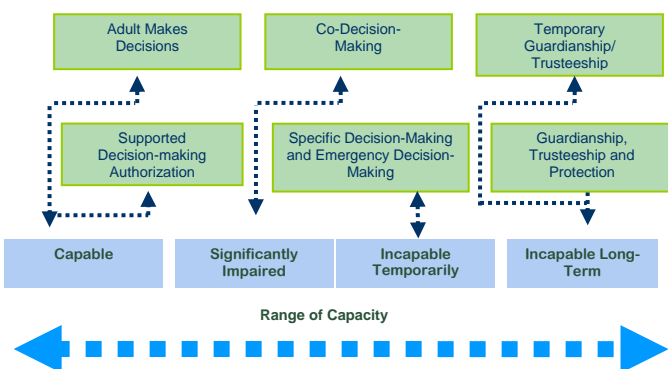 Adult Makes
Decisions
Co-Decision-
Making
Temporary
Guardianship/
Trusteeship
Supported
Decision-making
Authorization
Specific Decision-Making
and Emergency Decision-
Making
Guardianship,
Trusteeship and
Protection
Capable
Significantly
Impaired
Incapable
Temporarily
Incapable Long-
Term
Range of Capacity